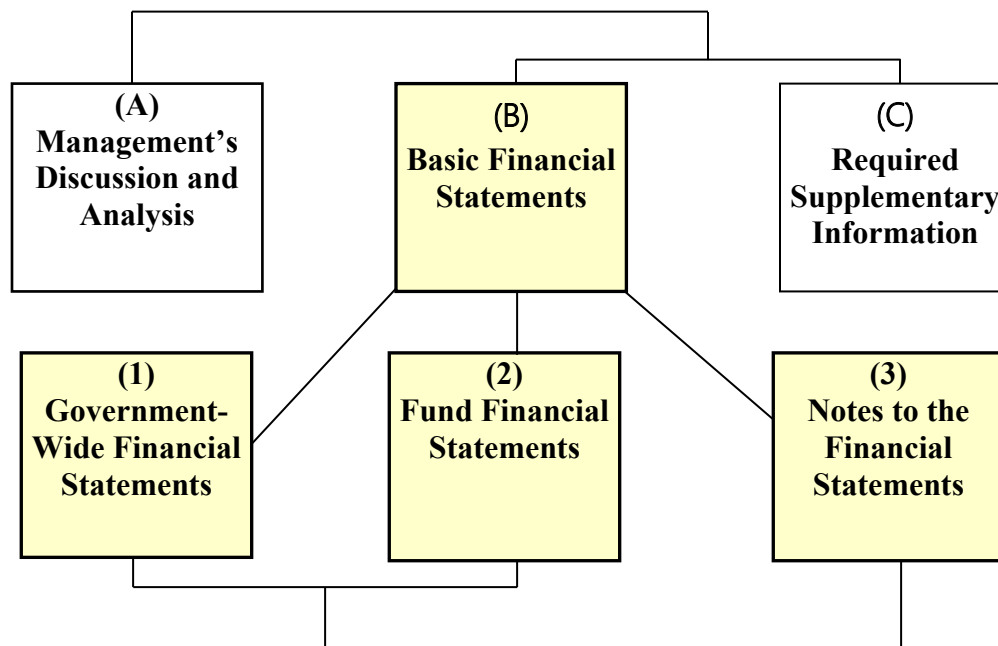 (A)
Management’s
Discussion and
Analysis
(B)
Basic Financial
Statements
(C)
Required
Supplementary
Information
(1)
Government-
Wide Financial
Statements
(2)
Fund Financial
Statements
(3)
Notes to the
Financial
Statements